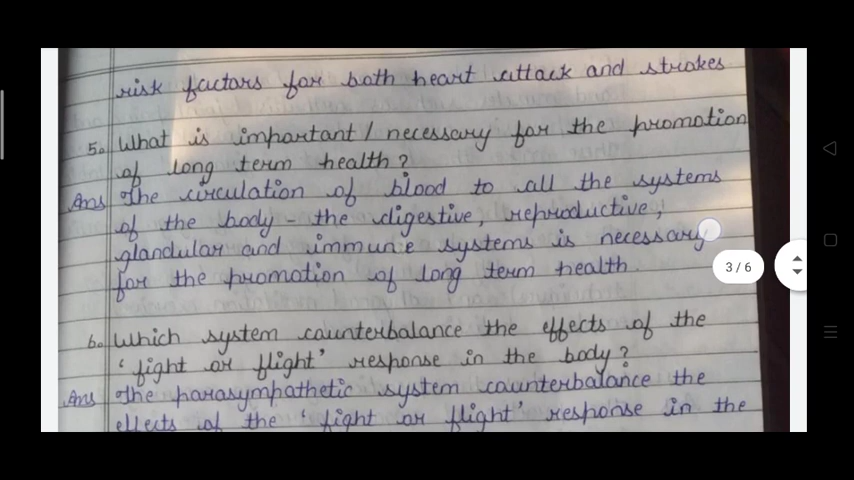 risk factors for both heart attack and strokes
5. What is important / necessary for the promotion
of long term health ?
Ans The circulation of blood to all the systems
of the body - the digestive, reproductive,
glandular and immune systems is necessary
for the promotion of long term health.
3 / 6
6. Which system counterbalance the effects of the
'fight or flight' response in the body ?
Ans The parasympathetic system counterbalance the
effects of the 'fight or flight' response in the